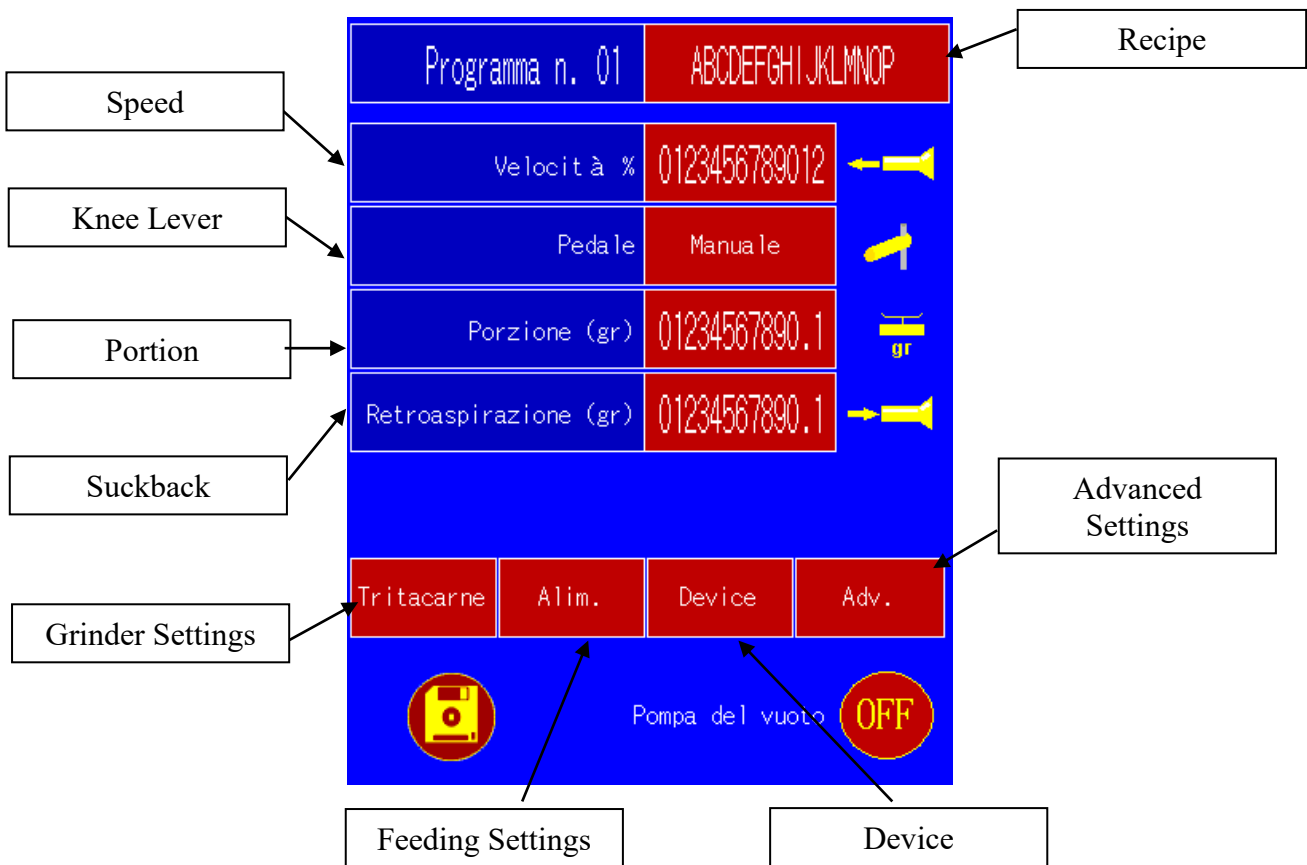 Recipe
Programma n. 01 ABCDEFGHIJKLMNOP
Speed
Velocità % 0123456789012
Knee Lever
Pedale Manuale
Portion
Porzione (gr) 01234567890.1
gr
Retroaspirazione (gr) 01234567890.1
Suckback
Advanced
Settings
Tritacarne Alim. Device Adv.
Grinder Settings
Pompa del vuoto OFF
Feeding Settings
Device